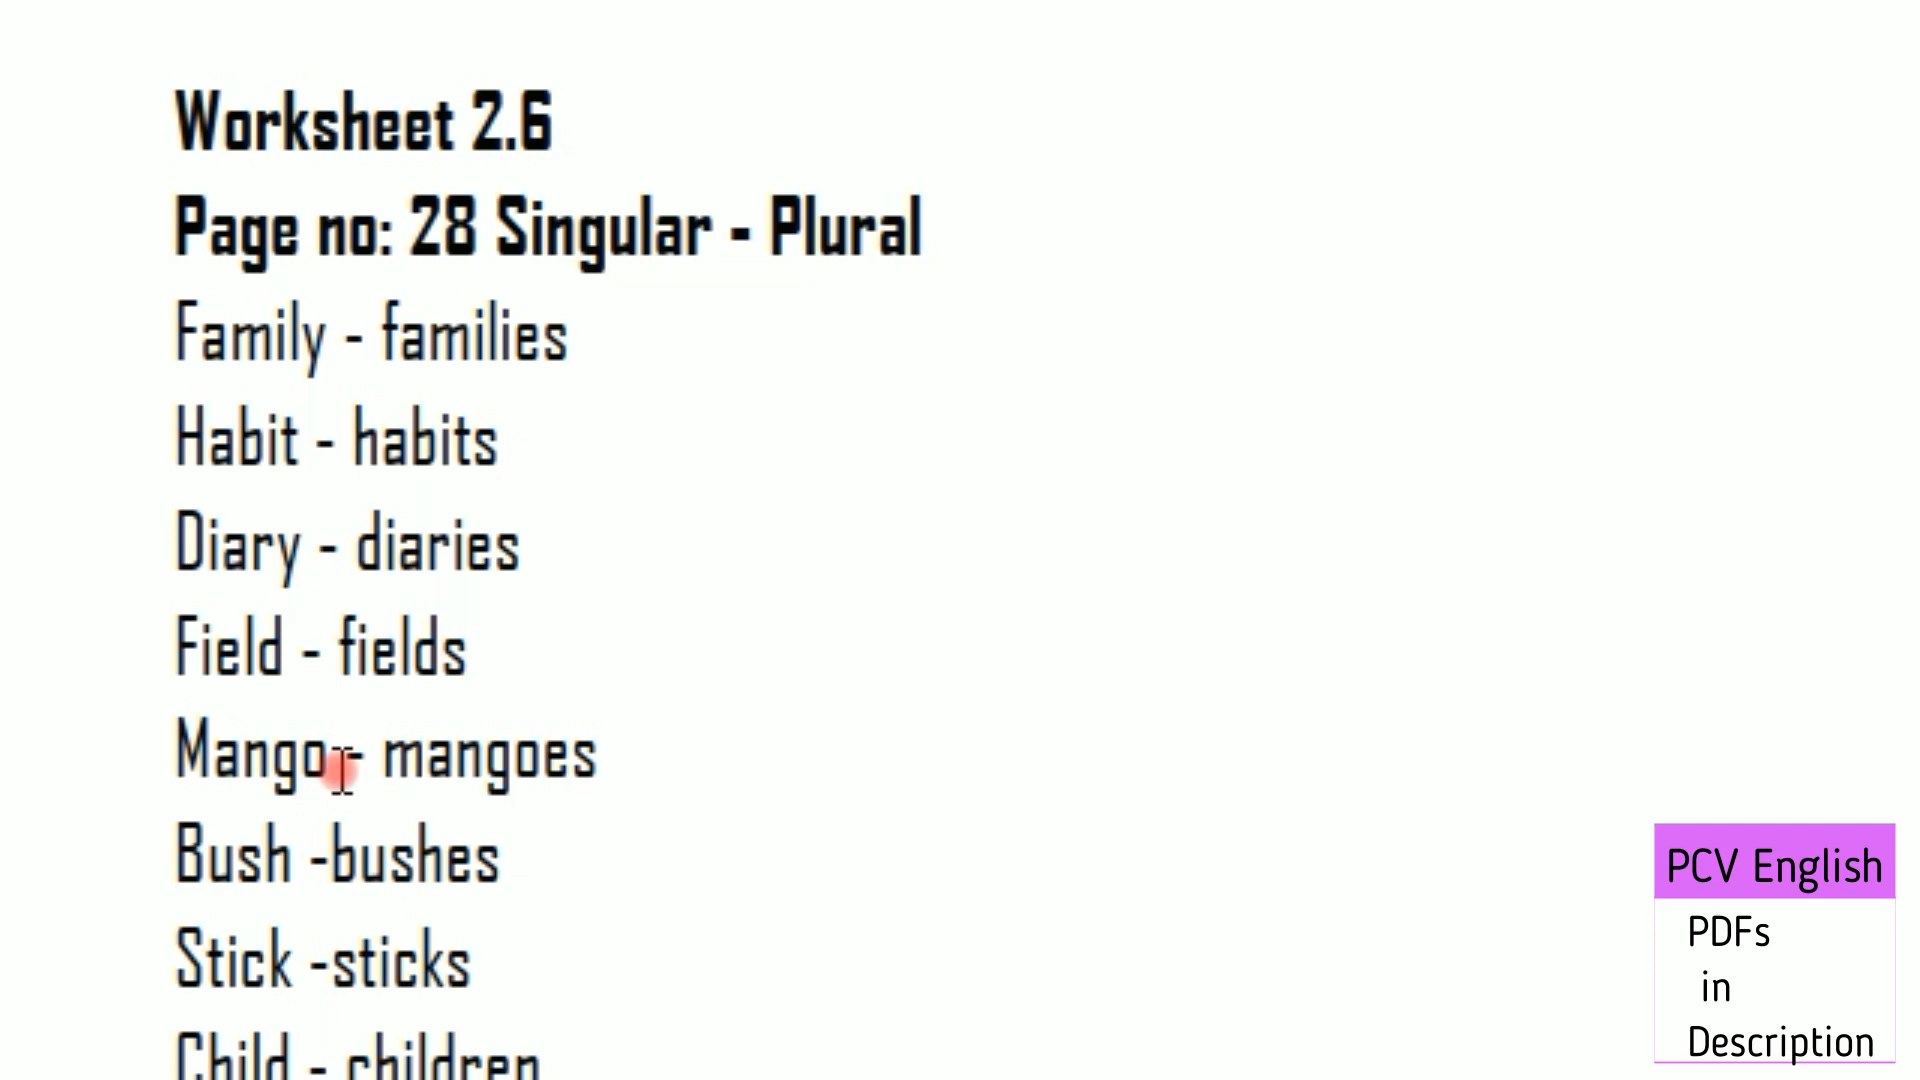 Worksheet 2.6
Page no: 28 Singular - Plural
Family - families
Habit - habits
Diary - diaries
Field - fields
Mango - mangoes
Bush -bushes
Stick -sticks
Child - children
PCV English
PDFs
in
Description